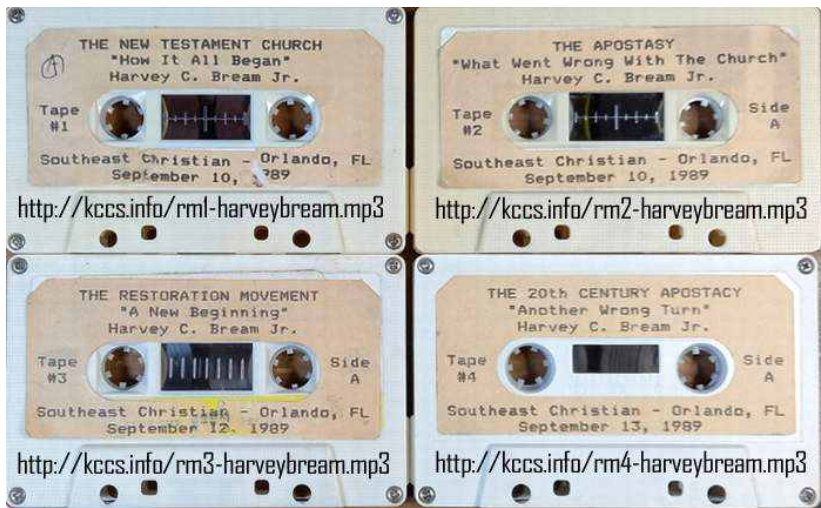 THE NEW TESTAMENT CHURCH
"How It All Began"
Harvey C. Bream Jr.
Tape
#1
Southeast Christian - Orlando, FL
September 10, 1989
http://kccs.info/rm1-harveybream.mp3
THE APOSTASY
"What Went Wrong With The Church"
Harvey C. Bream Jr.
Tape
#2
Side
A
Southeast Christian - Orlando, FL
September 10, 1989
http://kccs.info/rm2-harveybream.mp3
THE RESTORATION MOVEMENT
"A New Beginning"
Harvey C. Bream Jr.
Tape
#3
Side
A
Southeast Christian - Orlando, FL
September 12, 1989
http://kccs.info/rm3-harveybream.mp3
THE 20th CENTURY APOSTACY
"Another Wrong Turn"
Harvey C. Bream Jr.
Tape
#4
Side
A
Southeast Christian - Orlando, FL
September 13, 1989
http://kccs.info/rm4-harveybream.mp3